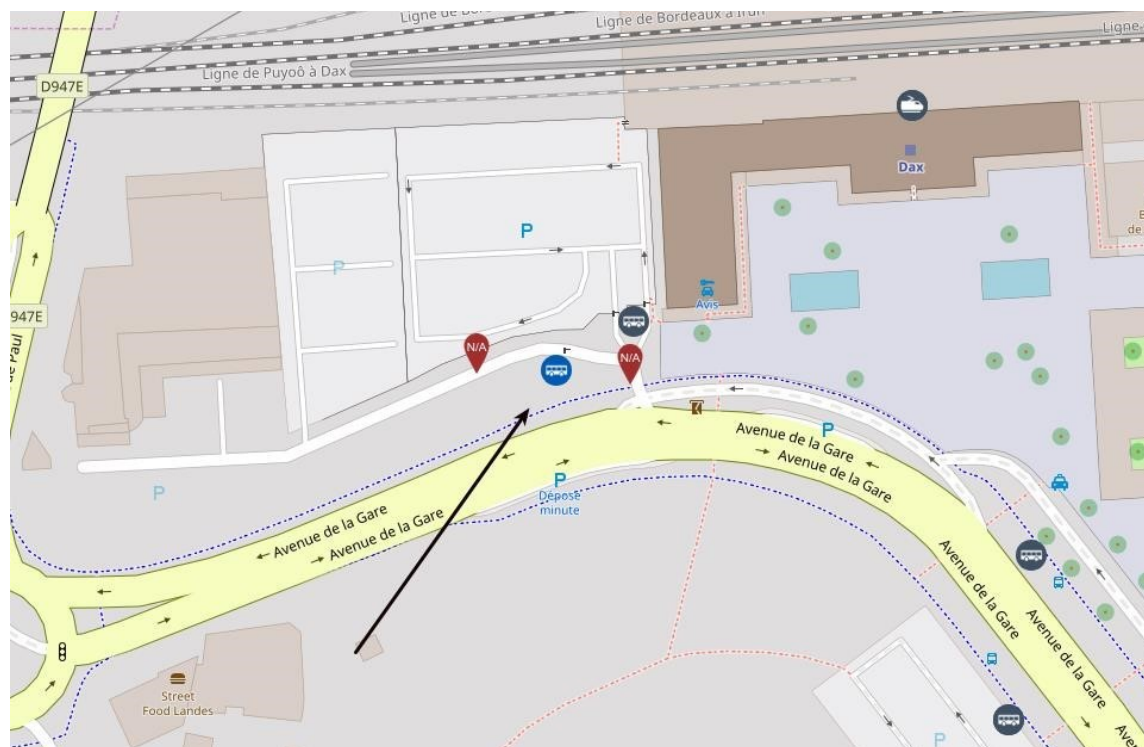 Ligne de Bordeaux à Irun
Ligne
Ligne de Puyoô à Dax
D947E
Dax
P
P
Avis
947E
N/A
N/A
P
Avenue de la Gare
Avenue de la Gare
P
Dépose
minute
P
Avenue de la Gare
Avenue de la Gare
Avenue de la Gare
Avenue de la Gare
Street
Food Landes
P